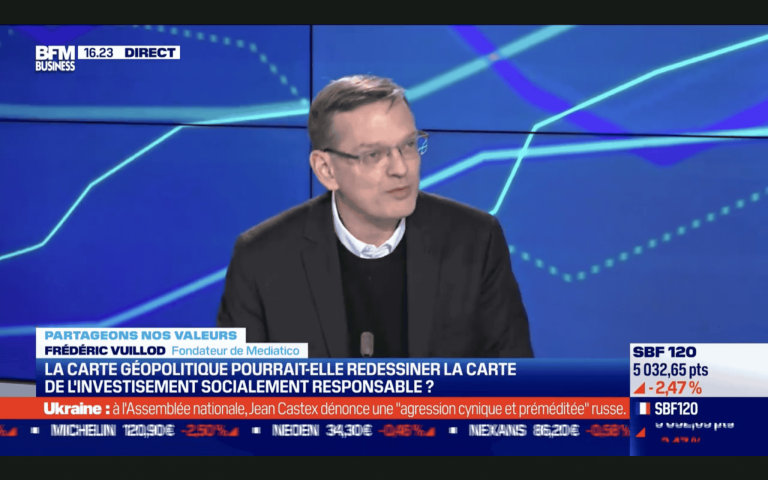 BFM 16.23 DIRECT
BUSINESS
PARTAGEONS NOS VALEURS
FRÉDÉRIC VUILLOD Fondateur de Mediatico
LA CARTE GÉOPOLITIQUE POURRAIT-ELLE REDESSINER LA CARTE
DE L'INVESTISEMENT SOCIALEMENT RESPONSABLE ?
SBF 120
5 032,65 pts
-2,47 %
Ukraine : à l'Assemblée nationale, Jean Castex dénonce une "agression cynique et préméditée" russe.
SBF120
MICHELIN 120,90€ -2,50% NEOEN 34,30€ -0,46% NEXANS 86,20€ -0,58%